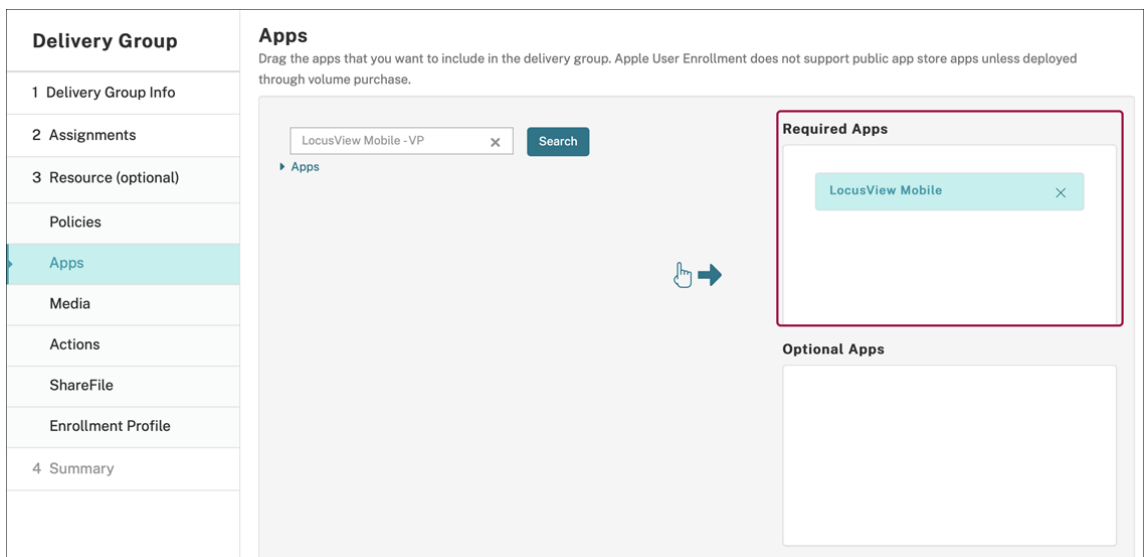 Delivery Group
1 Delivery Group Info
2 Assignments
3 Resource (optional)
Policies
Apps
Media
Actions
ShareFile
Enrollment Profile
4 Summary
Apps
Drag the apps that you want to include in the delivery group. Apple User Enrollment does not support public app store apps unless deployed
through volume purchase.
LocusView Mobile - VP
Search
Apps
Required Apps
LocusView Mobile
Optional Apps